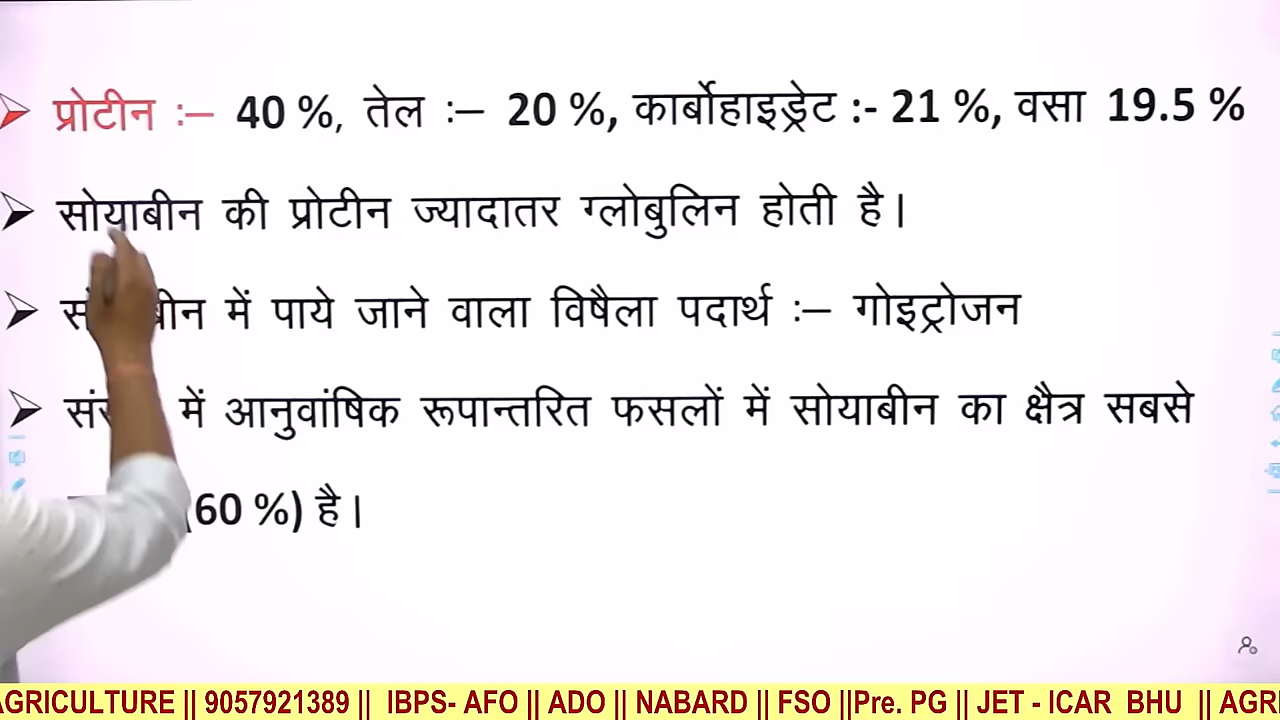 प्रोटीन :– 40 %, तेल :– 20 %, कार्बोहाइड्रेट :- 21 %, वसा 19.5 %
सोयाबीन की प्रोटीन ज्यादातर ग्लोबुलिन होती है।
में पाये जाने वाला विषैला पदार्थ :– गोइट्रोजन
में आनुवांषिक रूपान्तरित फसलों में सोयाबीन का क्षैत्र सबसे
(60 %) है।
AGRICULTURE || 9057921389 || IBPS- AFO || ADO || NABARD || FSO ||Pre. PG || JET - ICAR BHU || AGRI